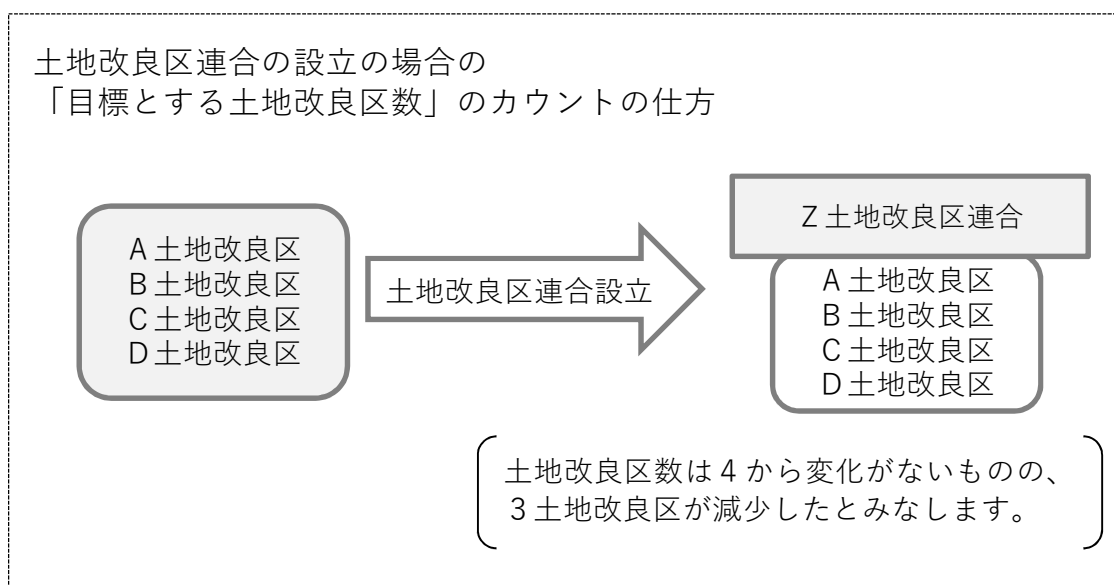 土地改良区連合の設立の場合の
「目標とする土地改良区数」のカウントの仕方
A土地改良区
B土地改良区
C土地改良区
D土地改良区
土地改良区連合設立
Z土地改良区連合
A土地改良区
B土地改良区
C土地改良区
D土地改良区
土地改良区数は4から変化がないものの、
3土地改良区が減少したとみなします。